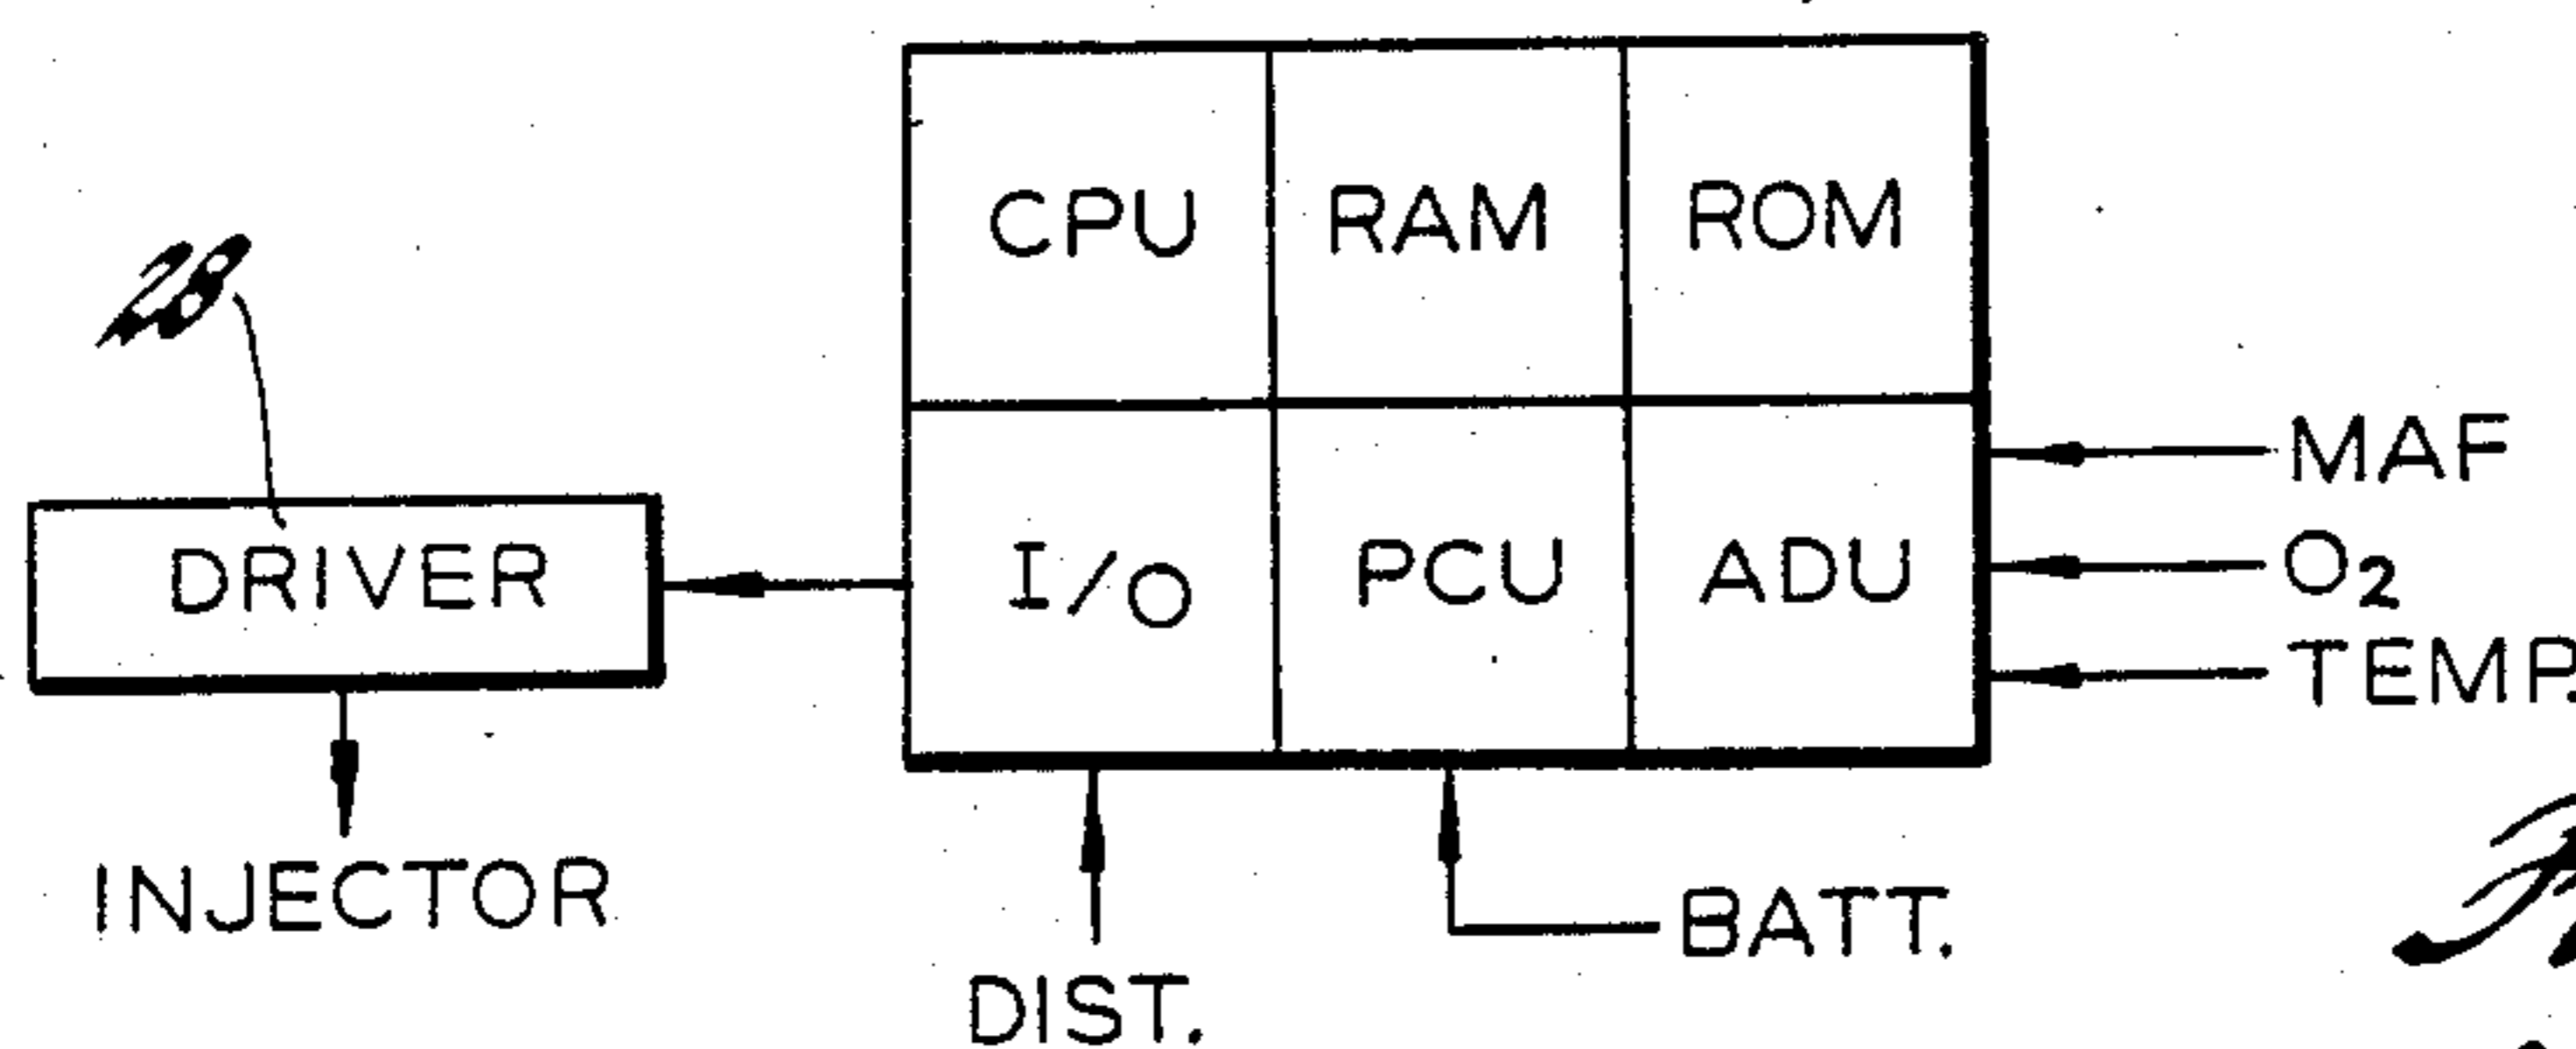 CPU RAM ROM
28
MAF
DRIVER I/O PCU ADU O₂
TEMP.
INJECTOR
BATT.
DIST.